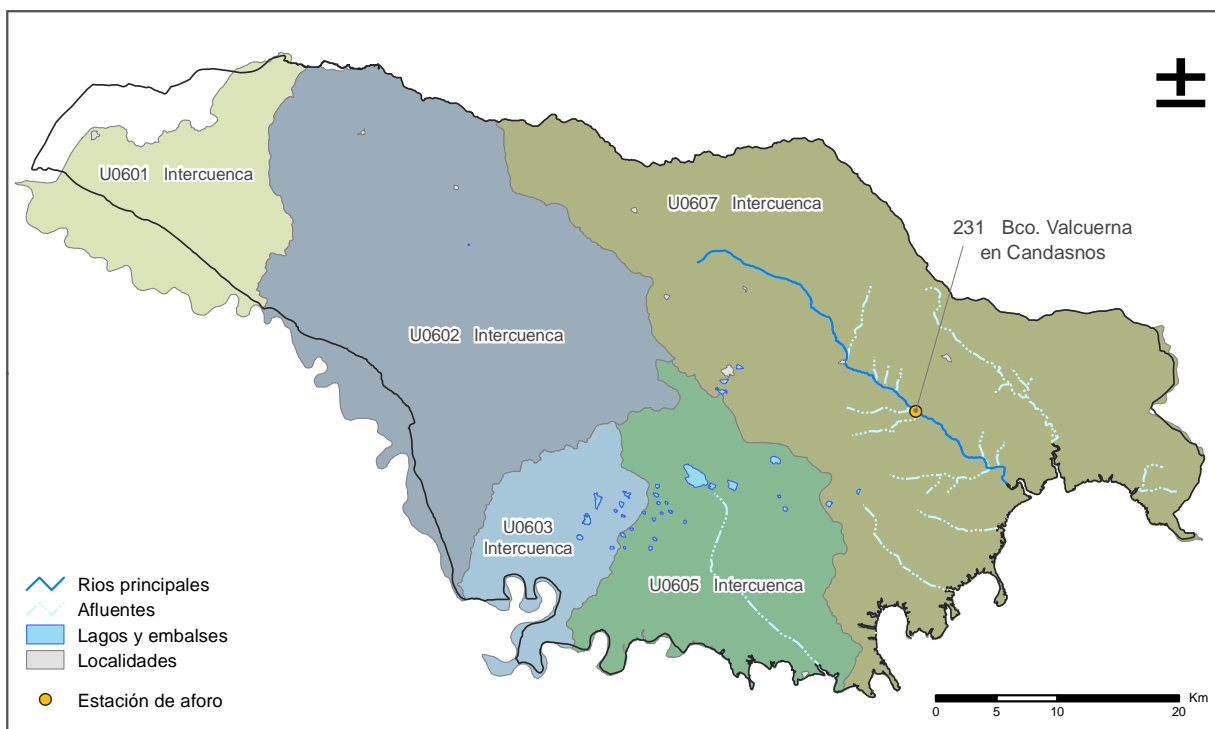 U0601 Intercuenca
U0607 Intercuenca
231 Bco. Valcuerna
en Candasnos
U0602 Intercuenca
U0603
Intercuenca
U0605 Intercuenca
Rios principales
Afluentes
Lagos y embalses
Localidades
Estación de aforo
Km
0 5 10 20